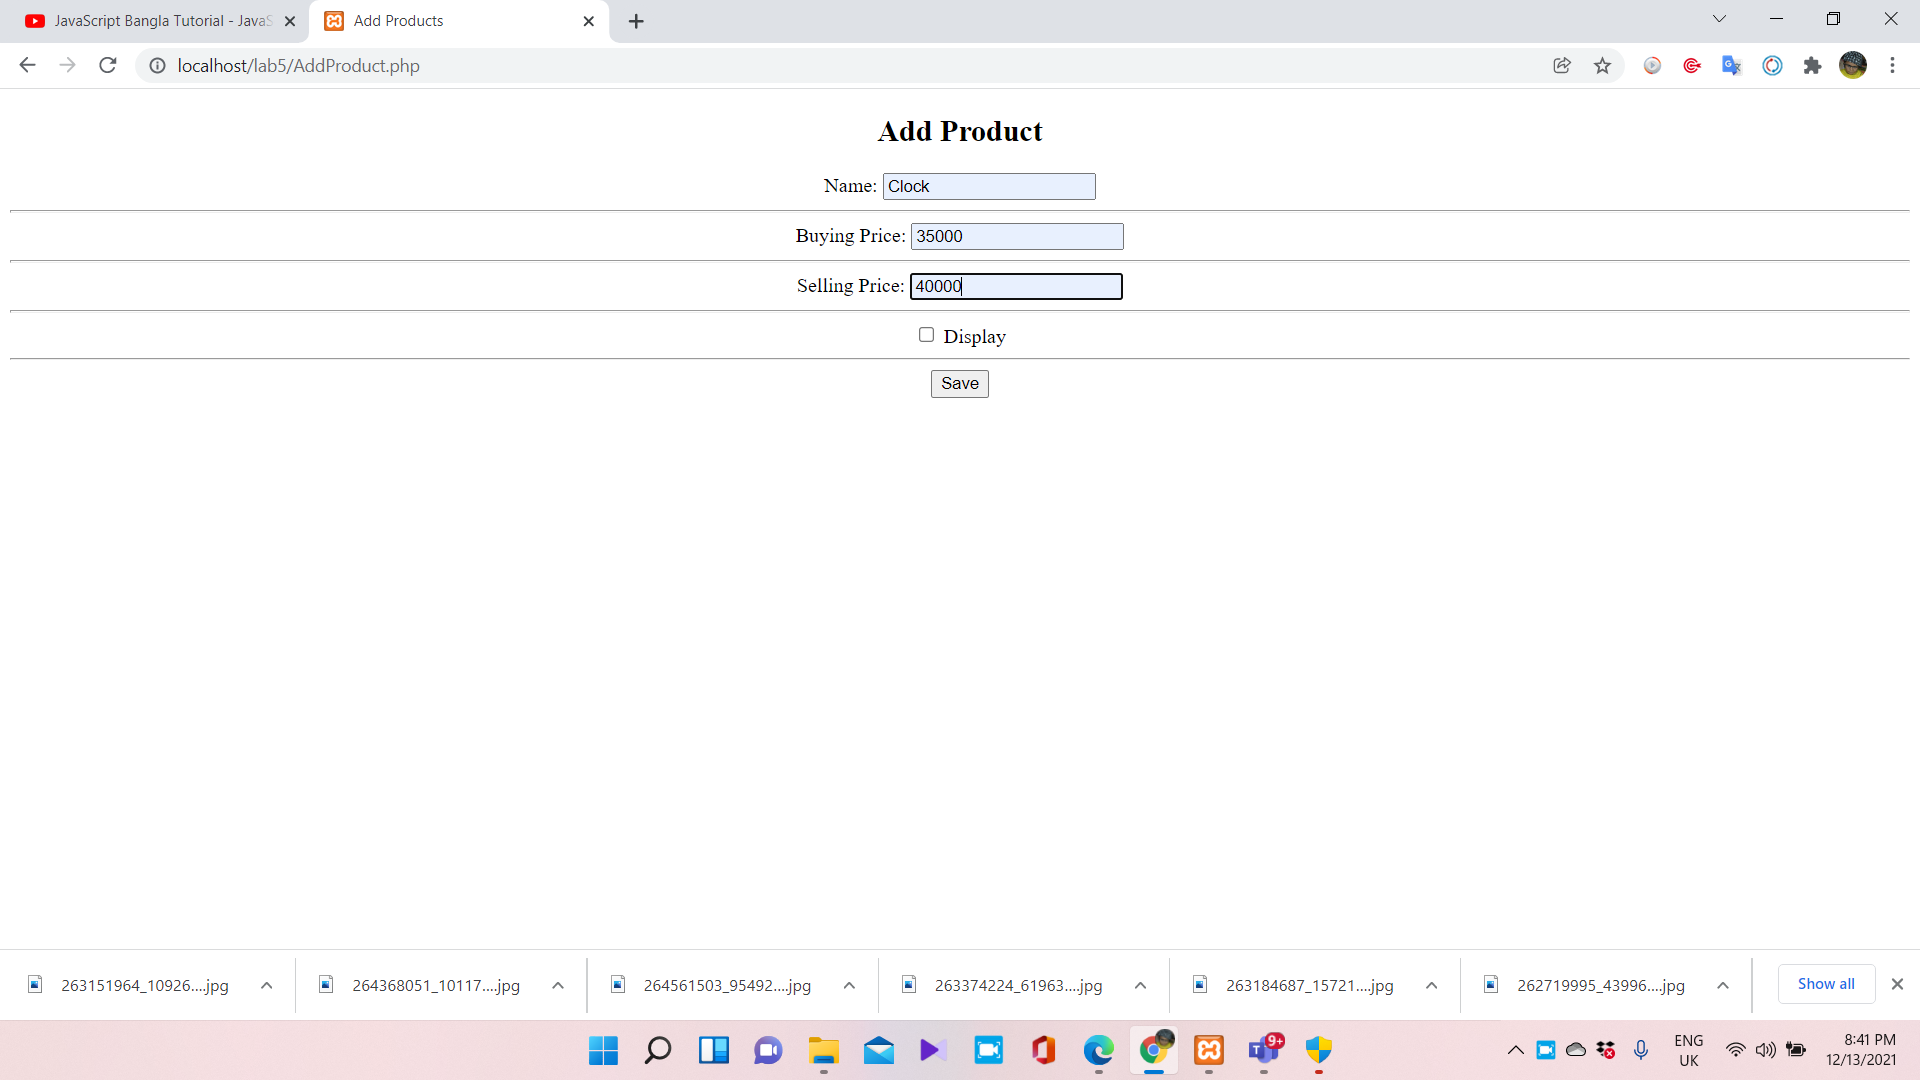 JavaScript Bangla Tutorial - JavaS
Add Products
localhost/lab5/AddProduct.php
Add Product
Name: Clock
Buying Price: 35000
Selling Price: 40000
Display
Save
263151964_10926....jpg
264368051_10117....jpg
264561503_95492....jpg
263374224_61963....jpg
263184687_15721....jpg
262719995_43996....jpg
Show all
9+
ENG
UK
8:41 PM
12/13/2021